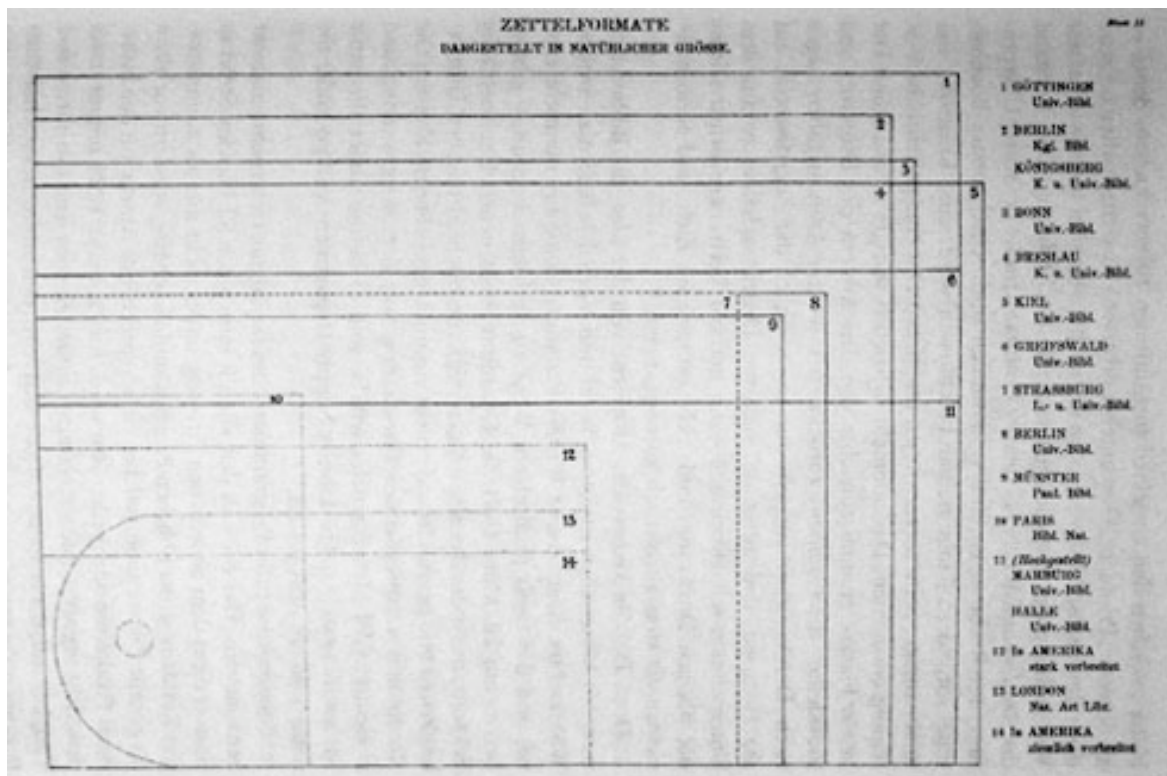 ZETTELFORMATE
DARGESTELLT IN NATÜRLICHER GRÖSSE.
1
2
3
4
5
6
7
8
9
10
11
12
13
14
1 GÖTTINGEN
Univ.-Bibl.
2 BERLIN
Kgl. Bibl.
KÖNIGSBERG
K. u. Univ.-Bibl.
3 BONN
Univ.-Bibl.
4 BRESLAU
K. u. Univ.-Bibl.
5 KIEL
Univ.-Bibl.
6 GREIFSWALD
Univ.-Bibl.
7 STRASSBURG
L.- u. Univ.-Bibl.
8 BERLIN
Univ.-Bibl.
9 MÜNSTER
Paul. Bibl.
10 PARIS
Bibl. Nat.
11 (Hochgestellt)
MARBURG
Univ.-Bibl.
HALLE
Univ.-Bibl.
12 In AMERIKA
stark verbreitet
13 LONDON
Nat. Art Libr.
14 In AMERIKA
ziemlich verbreitet